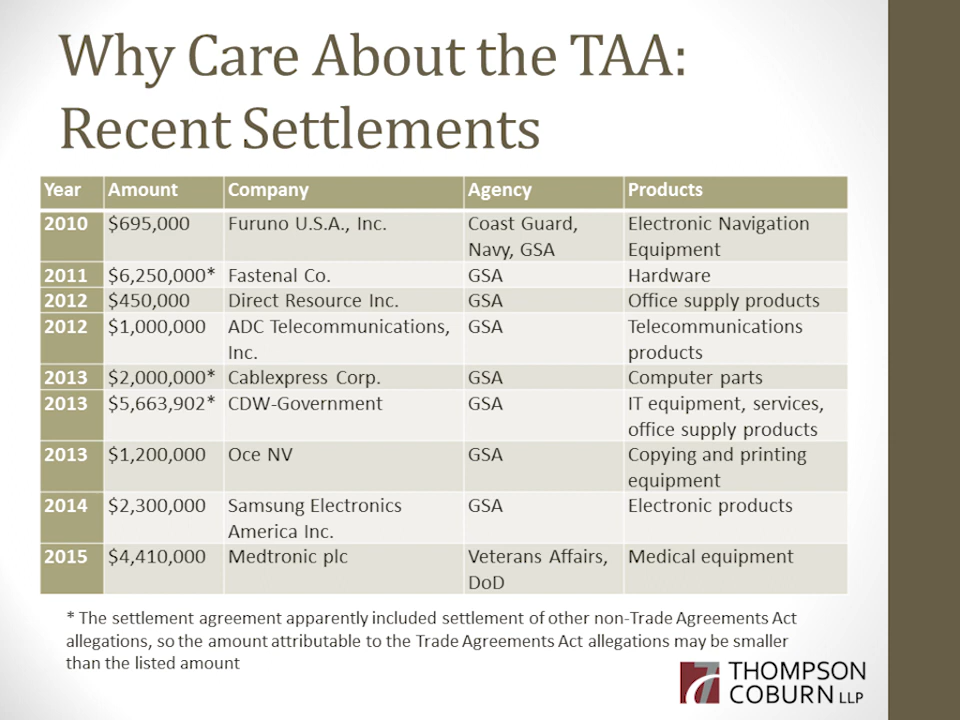 Why Care About the TAA:
Recent Settlements
Year Amount Company Agency Products
2010 $695,000 Furuno U.S.A., Inc. Coast Guard, Navy, GSA Electronic Navigation Equipment
2011 $6,250,000* Fastenal Co. GSA Hardware
2012 $450,000 Direct Resource Inc. GSA Office supply products
2012 $1,000,000 ADC Telecommunications, Inc. GSA Telecommunications products
2013 $2,000,000* Cablexpress Corp. GSA Computer parts
2013 $5,663,902* CDW-Government GSA IT equipment, services, office supply products
2013 $1,200,000 Oce NV GSA Copying and printing equipment
2014 $2,300,000 Samsung Electronics America Inc. GSA Electronic products
2015 $4,410,000 Medtronic plc Veterans Affairs, DoD Medical equipment
* The settlement agreement apparently included settlement of other non-Trade Agreements Act
allegations, so the amount attributable to the Trade Agreements Act allegations may be smaller
than the listed amount
THOMPSON
COBURN LLP